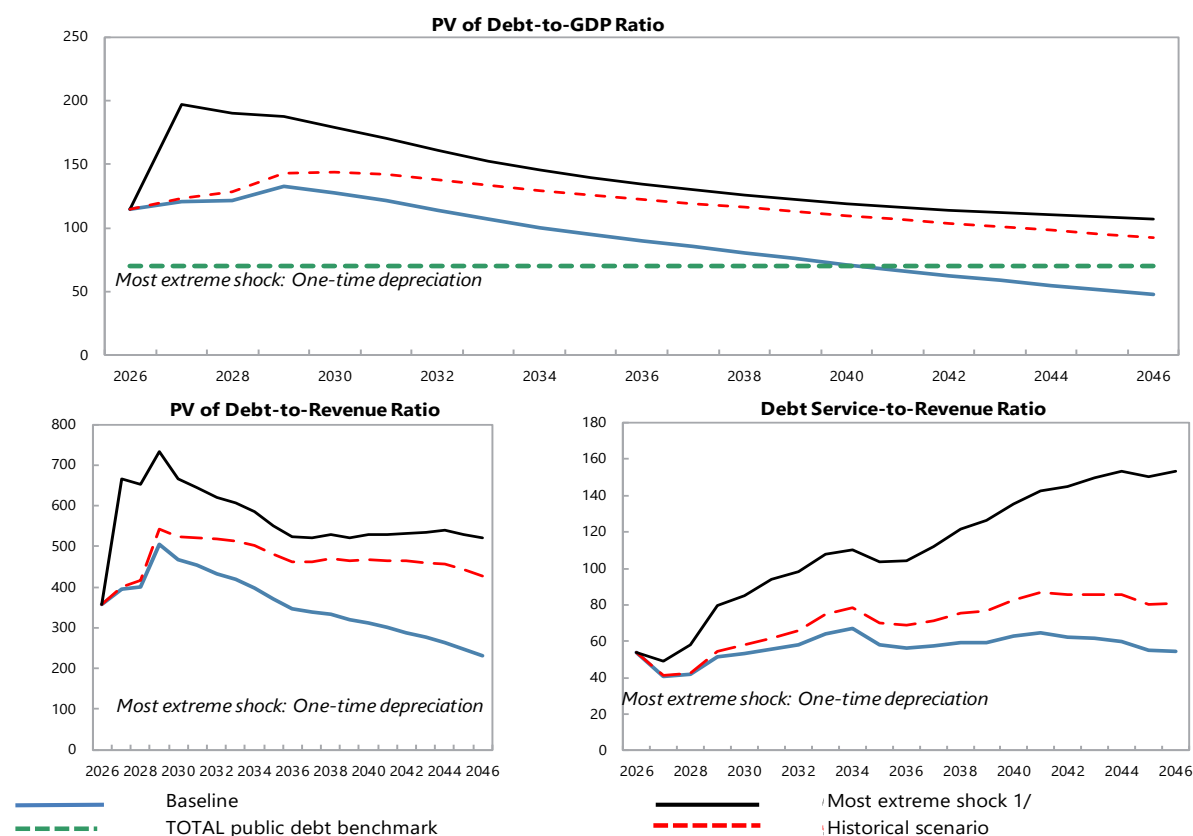 PV of Debt-to-GDP Ratio
250
200
150
100
50
0
Most extreme shock: One-time depreciation
2026 2028 2030 2032 2034 2036 2038 2040 2042 2044 2046
PV of Debt-to-Revenue Ratio
800
700
600
500
400
300
200
100
0
Most extreme shock: One-time depreciation
2026 2028 2030 2032 2034 2036 2038 2040 2042 2044 2046
Debt Service-to-Revenue Ratio
180
160
140
120
100
80
60
40
20
0
Most extreme shock: One-time depreciation
2026 2028 2030 2032 2034 2036 2038 2040 2042 2044 2046
Baseline
Most extreme shock 1/
TOTAL public debt benchmark
Historical scenario